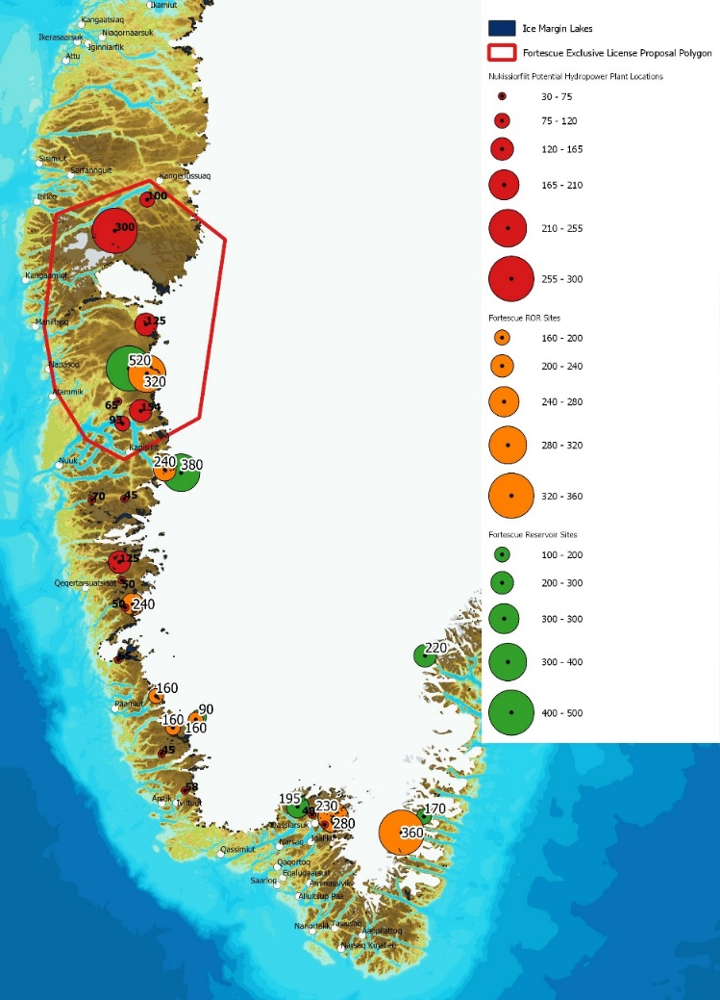 Ikamiut
Kangaatsiaq
Niaqornaarsuk
Ikerasaarsuk
Iginniarfik
Attu
Sisimiut
Sarfannguit
Kangerlussuaq
Itilleq
100
300
Kangaamiut
Maniitsoq
125
520
Napasoq
320
Atammik
65
154
Kapisillit
Nuuk
240
380
70
45
125
Qeqertarsuatsiaat
50
50
240
220
160
Paamiut
90
160
160
45
58
Arsuk
Ivittuut
195
230
170
Qassiarsuk
280
360
Igaliku
Narsaq
Qassimiut
Qaqortoq
Eqalugaarsuit
Saarloq
Ammassivik
Alluitsup Paa
Nanortalik
Tasiusaq
Aappilattoq
Narsaq Kujalleq
Ice Margin Lakes
Fortescue Exclusive License Proposal Polygon
Nukissiorfiit Potential Hydropower Plant Locations
30 - 75
75 - 120
120 - 165
165 - 210
210 - 255
255 - 300
Fortescue ROR Sites
160 - 200
200 - 240
240 - 280
280 - 320
320 - 360
Fortescue Reservoir Sites
100 - 200
200 - 300
300 - 300
300 - 400
400 - 500